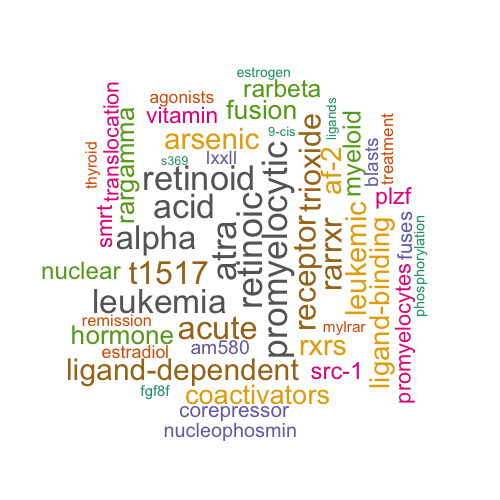 estrogen
rarbeta
agonists
fusion
vitamin
9-cis
ligands
arsenic
translocation
rargamma
thyroid
smrt
s369
lxxll
retinoid
trioxide
af-2
myeloid
blasts
treatment
plzf
acid
alpha
atra
retinoic
promyelocytic
receptor
rarrxr
leukemic
ligand-binding
fuses
phosphorylation
promyelocytes
nuclear
t1517
leukemia
remission
hormone
acute
mylrar
estradiol
am580
rxrs
ligand-dependent
src-1
fgf8f
coactivators
corepressor
nucleophosmin